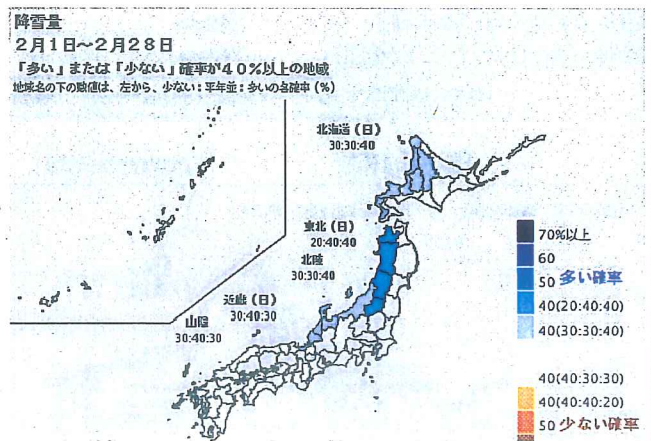 降雪量
2月1日～2月28日
「多い」または「少ない」確率が40%以上の地域
地域名の下の数値は、左から、少ない:平年並:多いの各確率(%)
北海道(日)
30:30:40
東北(日)
20:40:40
北陸
30:30:40
近畿(日)
30:40:30
山陰
30:40:30
70%以上
60
50 多い確率
40(20:40:40)
40(30:30:40)
40(40:30:30)
40(40:40:20)
50 少ない確率